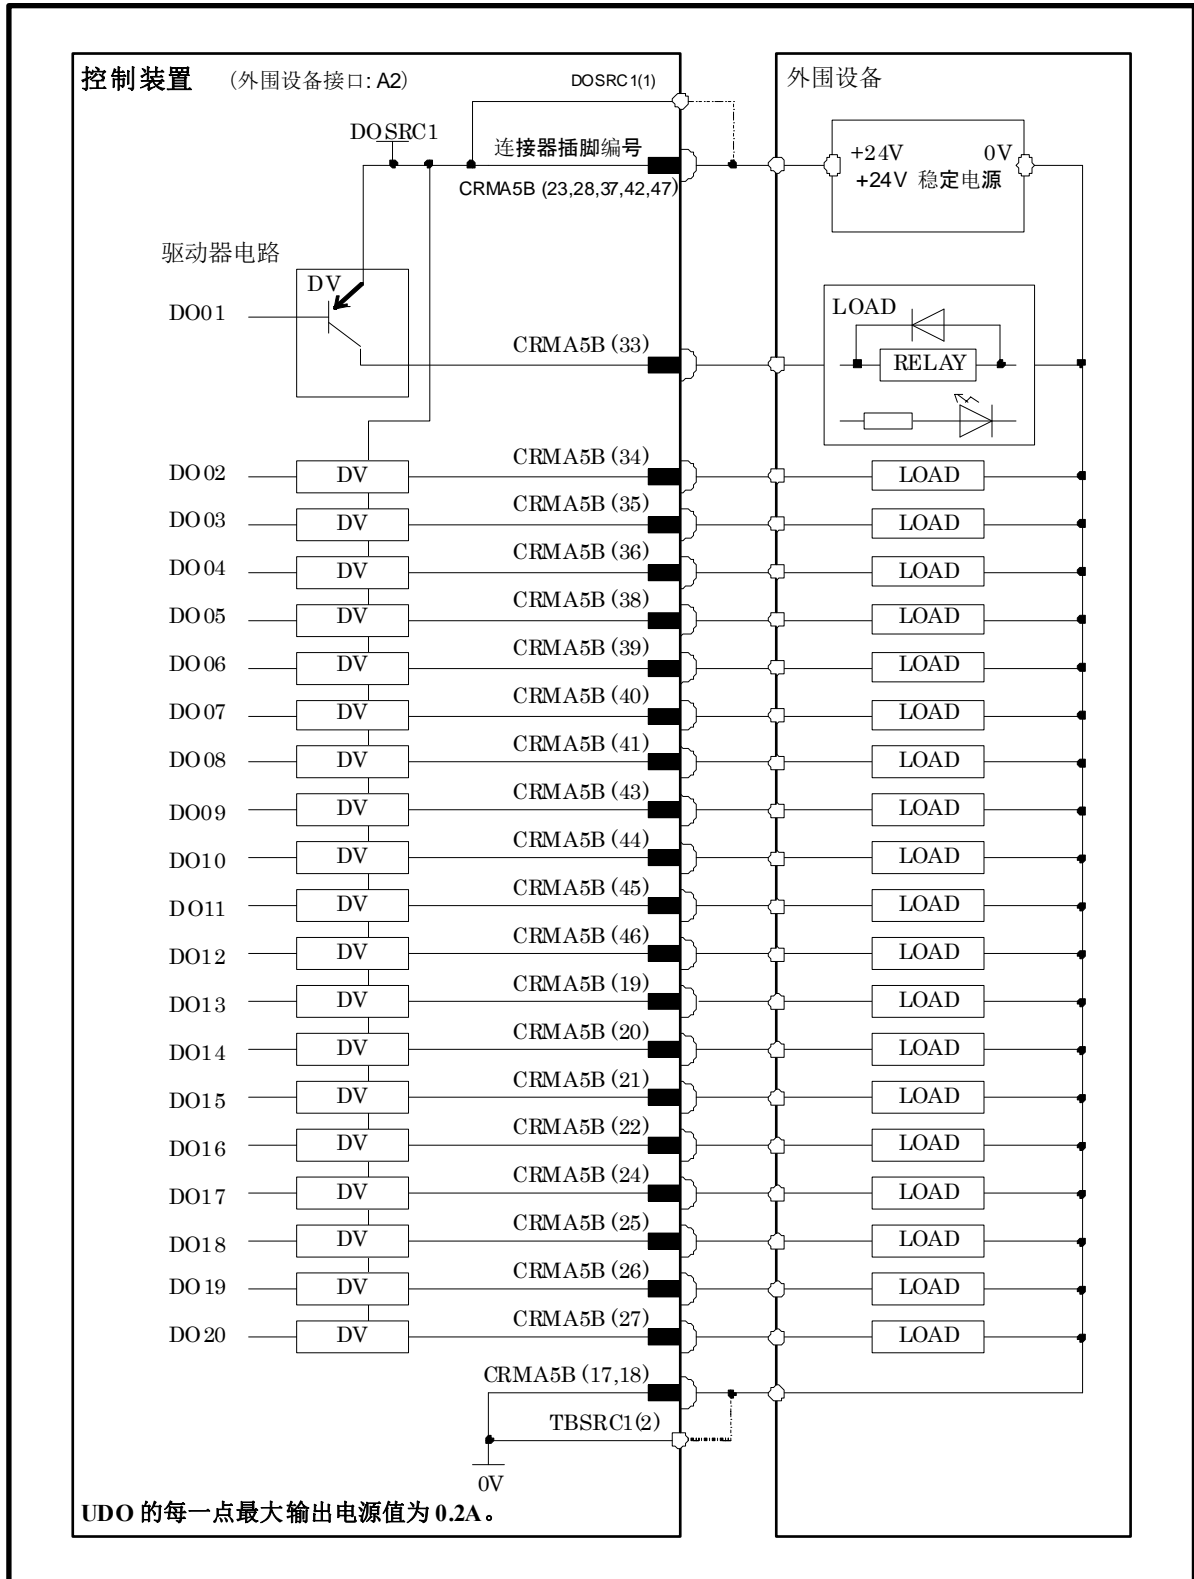 控制装置 (外围设备接口: A2) DOSRC1(1) 外围设备
DOSRC1
连接器插脚编号
CRMA5B (23,28,37,42,47)
+24V 0V
+24V 稳定电源
驱动器电路
DV
LOAD
DO01
CRMA5B (33)
RELAY
CRMA5B (34)
DO02 DV LOAD
CRMA5B (35)
DO03 DV LOAD
CRMA5B (36)
DO04 DV LOAD
CRMA5B (38)
DO05 DV LOAD
CRMA5B (39)
DO06 DV LOAD
CRMA5B (40)
DO07 DV LOAD
CRMA5B (41)
DO08 DV LOAD
CRMA5B (43)
DO09 DV LOAD
CRMA5B (44)
DO10 DV LOAD
CRMA5B (45)
DO11 DV LOAD
CRMA5B (46)
DO12 DV LOAD
CRMA5B (19)
DO13 DV LOAD
CRMA5B (20)
DO14 DV LOAD
CRMA5B (21)
DO15 DV LOAD
CRMA5B (22)
DO16 DV LOAD
CRMA5B (24)
DO17 DV LOAD
CRMA5B (25)
DO18 DV LOAD
CRMA5B (26)
DO19 DV LOAD
CRMA5B (27)
DO20 DV LOAD
CRMA5B (17,18)
TBSRC1(2)
0V
UDO 的每一点最大输出电源值为 0.2A。